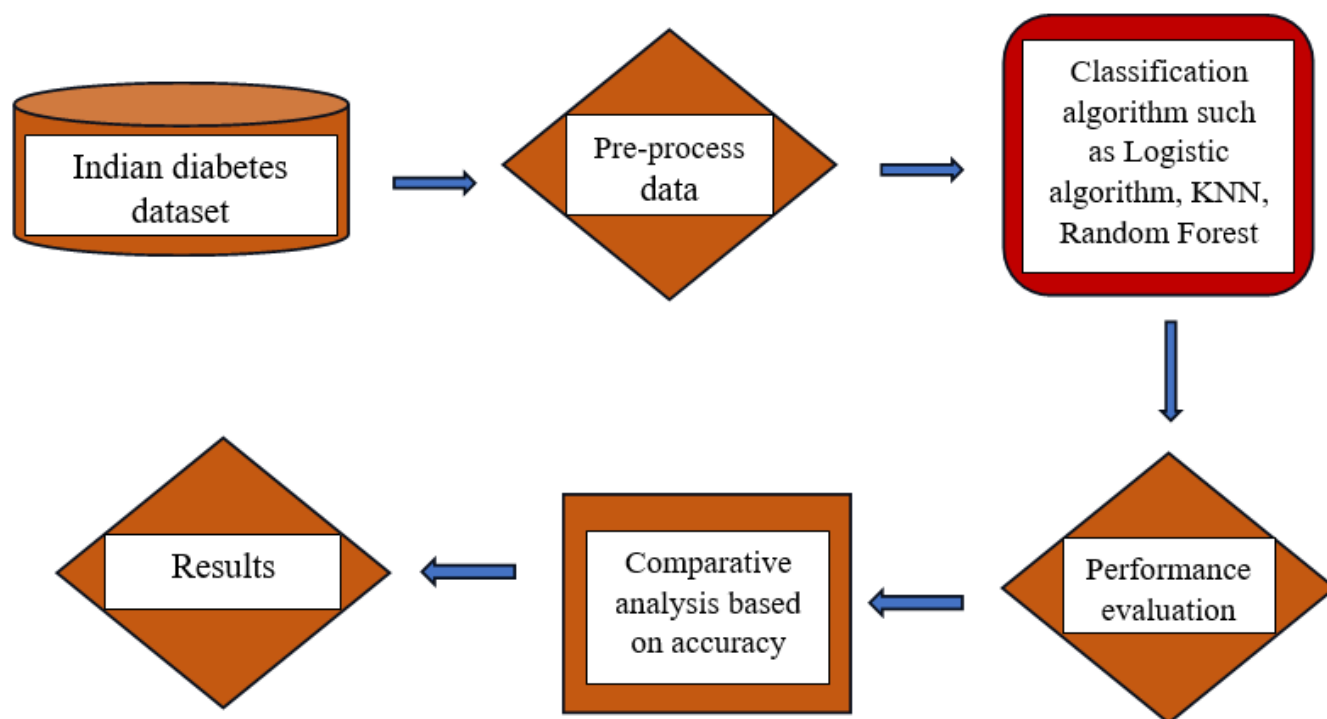 Indian diabetes
dataset
Pre-process
data
Classification
algorithm such
as Logistic
algorithm, KNN,
Random Forest
Performance
evaluation
Comparative
analysis based
on accuracy
Results